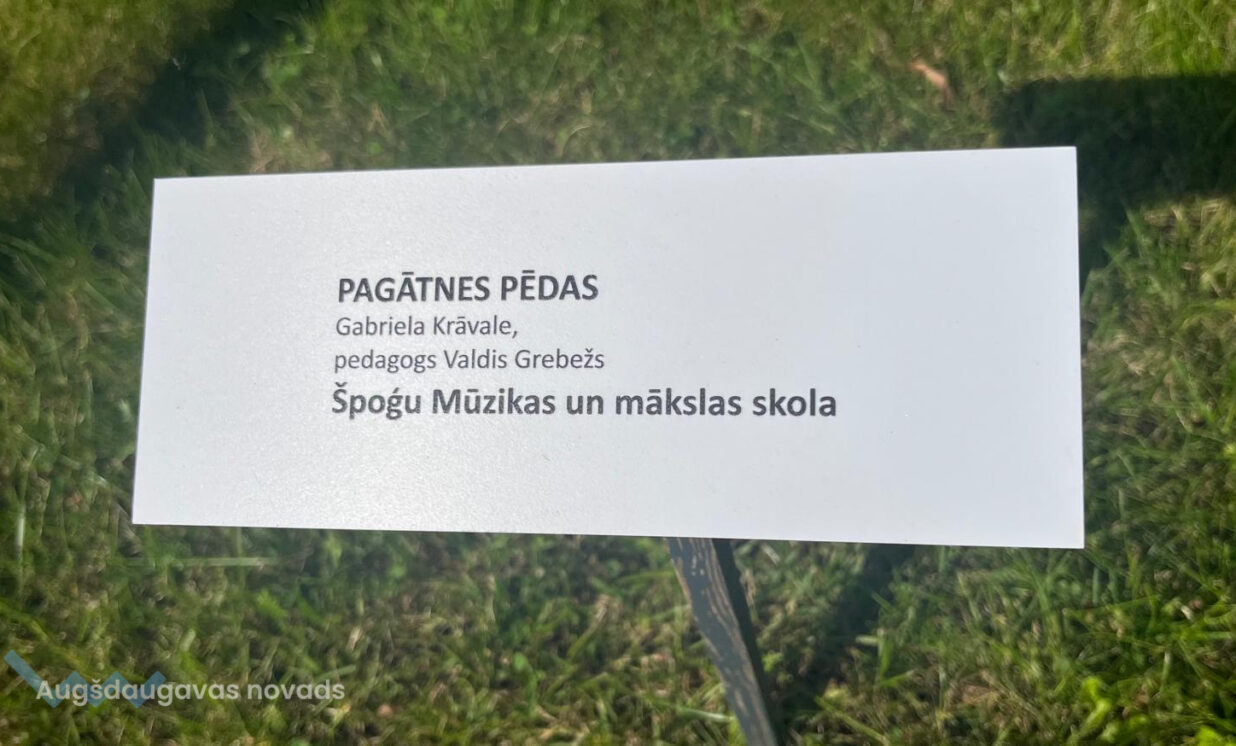 PAGĀTNES PĒDAS
Gabriela Krāvale,
pedagogs Valdis Grebežs
Špoģu Mūzikas un mākslas skola
Augšdaugavas novads